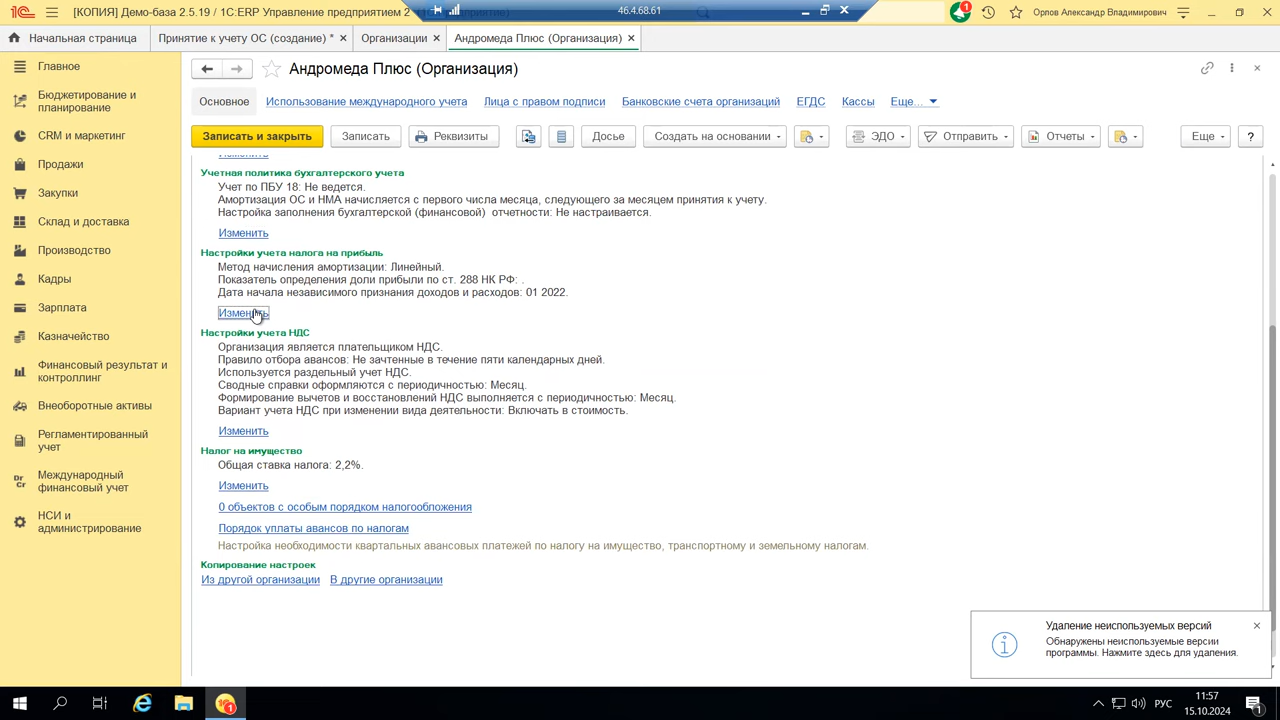 [КОПИЯ] Демо-база 2.5.19 / 1С:ERP Управление предприятием 2
46.4.68.61
Орлов Александр Владимирович
Начальная страница
Принятие к учету ОС (создание) *
Организации
Андромеда Плюс (Организация)
Главное
Бюджетирование и
планирование
CRM и маркетинг
Продажи
Закупки
Склад и доставка
Производство
Кадры
Зарплата
Казначейство
Финансовый результат и
контроллинг
Внеоборотные активы
Регламентированный
учет
Международный
финансовый учет
НСИ и
администрирование
Андромеда Плюс (Организация)
Основное
Использование международного учета
Лица с правом подписи
Банковские счета организаций
ЕГДС
Кассы
Еще...
Записать и закрыть
Записать
Реквизиты
Досье
Создать на основании
ЭДО
Отправить
Отчеты
Еще
?
Изменить
Учетная политика бухгалтерского учета
Учет по ПБУ 18: Не ведется.
Амортизация ОС и НМА начисляется с первого числа месяца, следующего за месяцем принятия к учету.
Настройка заполнения бухгалтерской (финансовой) отчетности: Не настраивается.
Изменить
Настройки учета налога на прибыль
Метод начисления амортизации: Линейный.
Показатель определения доли прибыли по ст. 288 НК РФ: .
Дата начала независимого признания доходов и расходов: 01 2022.
Изменить
Настройки учета НДС
Организация является плательщиком НДС.
Правило отбора авансов: Не зачтенные в течение пяти календарных дней.
Используется раздельный учет НДС.
Сводные справки оформляются с периодичностью: Месяц.
Формирование вычетов и восстановлений НДС выполняется с периодичностью: Месяц.
Вариант учета НДС при изменении вида деятельности: Включать в стоимость.
Изменить
Налог на имущество
Общая ставка налога: 2,2%.
Изменить
0 объектов с особым порядком налогообложения
Порядок уплаты авансов по налогам
Настройка необходимости квартальных авансовых платежей по налогу на имущество, транспортному и земельному налогам.
Копирование настроек
Из другой организации
В другие организации
Удаление неиспользуемых версий
Обнаружены неиспользуемые версии
программы. Нажмите здесь для удаления.
РУС
11:57
15.10.2024